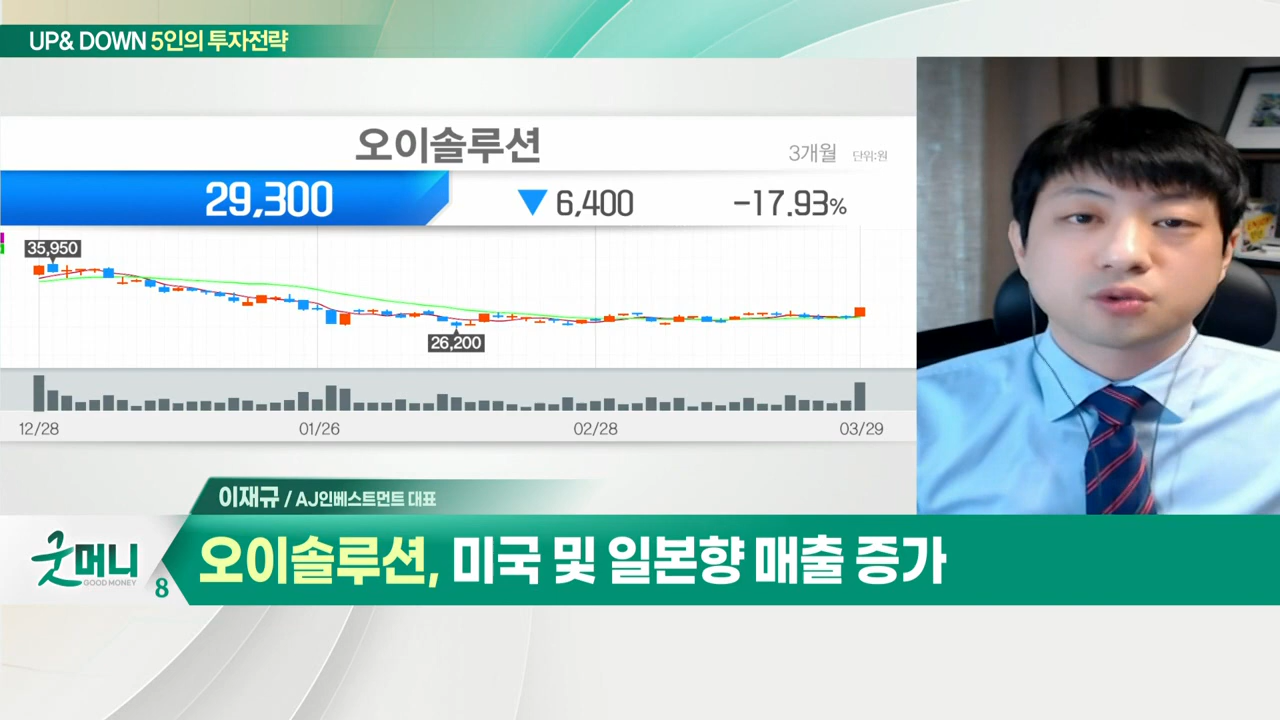 UP& DOWN 5인의 투자전략
오이솔루션
3개월 단위:원
29,300 ▼ 6,400 -17.93%
35,950
26,200
12/28 01/26 02/28 03/29
이재규 / AJ인베스트먼트 대표
굿머니
GOOD MONEY
8
오이솔루션, 미국 및 일본향 매출 증가